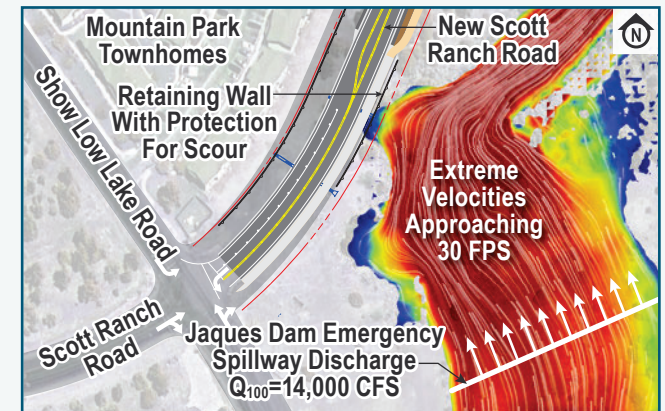 Mountain Park
Townhomes
New Scott
Ranch Road
N
Show Low Lake Road
Retaining Wall
With Protection
For Scour
Extreme
Velocities
Approaching
30 FPS
Scott Ranch
Road
Jaques Dam Emergency
Spillway Discharge
Q₁₀₀=14,000 CFS